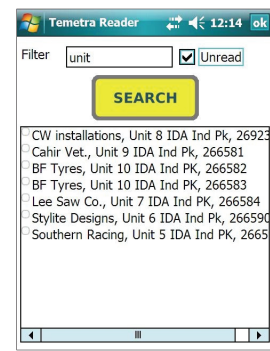 Temetra Reader 12:14 ok
Filter unit Unread
SEARCH
CW installations, Unit 8 IDA Ind Pk, 26923
Cahir Vet., Unit 9 IDA Ind Pk, 266581
BF Tyres, Unit 10 IDA Ind PK, 266582
BF Tyres, Unit 10 IDA Ind PK, 266583
Lee Saw Co., Unit 7 IDA Ind PK, 266584
Stylite Designs, Unit 6 IDA Ind PK, 266590
Southern Racing, Unit 5 IDA Ind PK, 2665